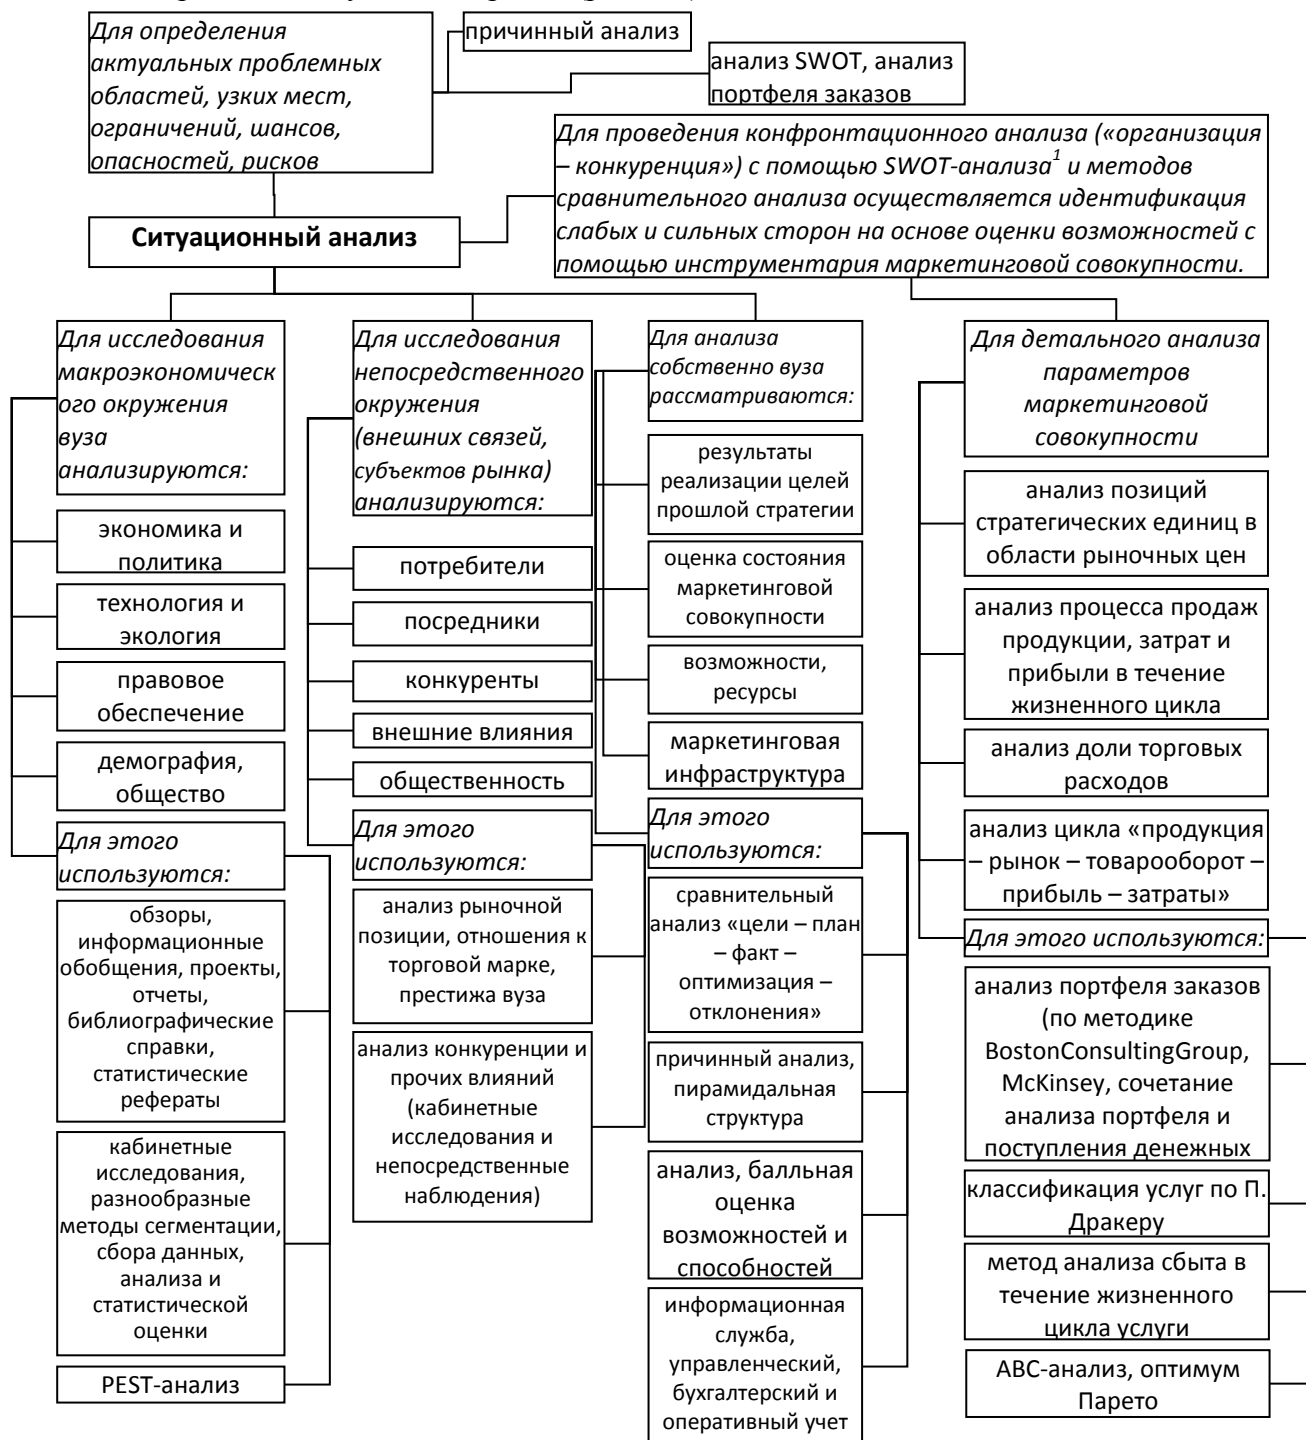 Для определения
актуальных проблемных
областей, узких мест,
ограничений, шансов,
опасностей, рисков
причинный анализ
анализ SWOT, анализ
портфеля заказов
Для проведения конфронтационного анализа («организация
– конкуренция») с помощью SWOT-анализа1 и методов
сравнительного анализа осуществляется идентификация
слабых и сильных сторон на основе оценки возможностей с
помощью инструментария маркетинговой совокупности.
Ситуационный анализ
Для исследования
макроэкономическ
ого окружения
вуза
анализируются:
экономика и
политика
технология и
экология
правовое
обеспечение
демография,
общество
Для этого
используются:
обзоры,
информационные
обобщения, проекты,
отчеты,
библиографические
справки,
статистические
рефераты
кабинетные
исследования,
разнообразные
методы сегментации,
сбора данных,
анализа и
статистической
оценки
PEST-анализ
Для исследования
непосредственного
окружения
(внешних связей,
субъектов рынка)
анализируются:
потребители
посредники
конкуренты
внешние влияния
общественность
Для этого
используются:
анализ рыночной
позиции, отношения к
торговой марке,
престижа вуза
анализ конкуренции и
прочих влияний
(кабинетные
исследования и
непосредственные
наблюдения)
Для анализа
собственно вуза
рассматриваются:
результаты
реализации целей
прошлой стратегии
оценка состояния
маркетинговой
совокупности
возможности,
ресурсы
маркетинговая
инфраструктура
Для этого
используются:
сравнительный
анализ «цели – план
– факт –
оптимизация –
отклонения»
причинный анализ,
пирамидальная
структура
анализ, балльная
оценка
возможностей и
способностей
информационная
служба,
управленческий,
бухгалтерский и
оперативный учет
Для детального анализа
параметров
маркетинговой
совокупности
анализ позиций
стратегических единиц в
области рыночных цен
анализ процесса продаж
продукции, затрат и
прибыли в течение
жизненного цикла
анализ доли торговых
расходов
анализ цикла «продукция
– рынок – товарооборот –
прибыль – затраты»
Для этого используются:
анализ портфеля заказов
(по методике
BostonConsultingGroup,
McKinsey, сочетание
анализа портфеля и
поступления денежных
классификация услуг по П.
Дракеру
метод анализа сбыта в
течение жизненного
цикла услуги
АВС-анализ, оптимум
Парето